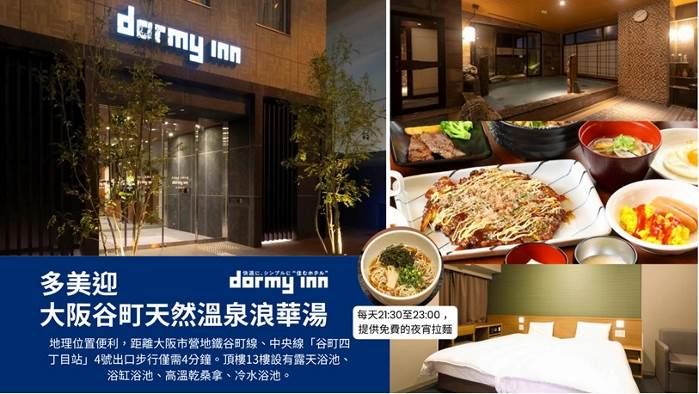 dormy inn
多美迎
快適に、シンプルに "住むホテル"
dormy inn
大阪谷町天然溫泉浪華湯
地理位置便利，距離大阪市營地鐵谷町線、中央線「谷町四
丁目站」4號出口步行僅需4分鐘。頂樓13樓設有露天浴池、
浴缸浴池、高溫乾桑拿、冷水浴池。
每天21:30至23:00，
提供免費的夜宵拉麵